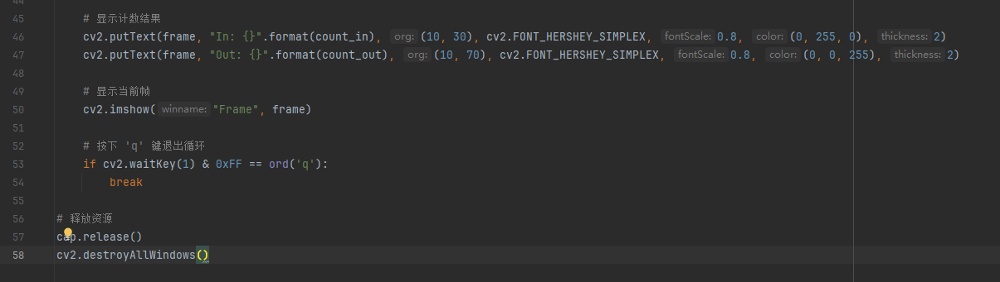 44
45 # 显示计数结果
46 cv2.putText(frame, "In: {}".format(count_in), org: (10, 30), cv2.FONT_HERSHEY_SIMPLEX, fontScale: 0.8, color: (0, 255, 0), thickness: 2)
47 cv2.putText(frame, "Out: {}".format(count_out), org: (10, 70), cv2.FONT_HERSHEY_SIMPLEX, fontScale: 0.8, color: (0, 0, 255), thickness: 2)
48
49 # 显示当前帧
50 cv2.imshow( winname: "Frame", frame)
51
52 # 按下 'q' 键退出循环
53 if cv2.waitKey(1) & 0xFF == ord('q'):
54 break
55
56 # 释放资源
57 cap.release()
58 cv2.destroyAllWindows()